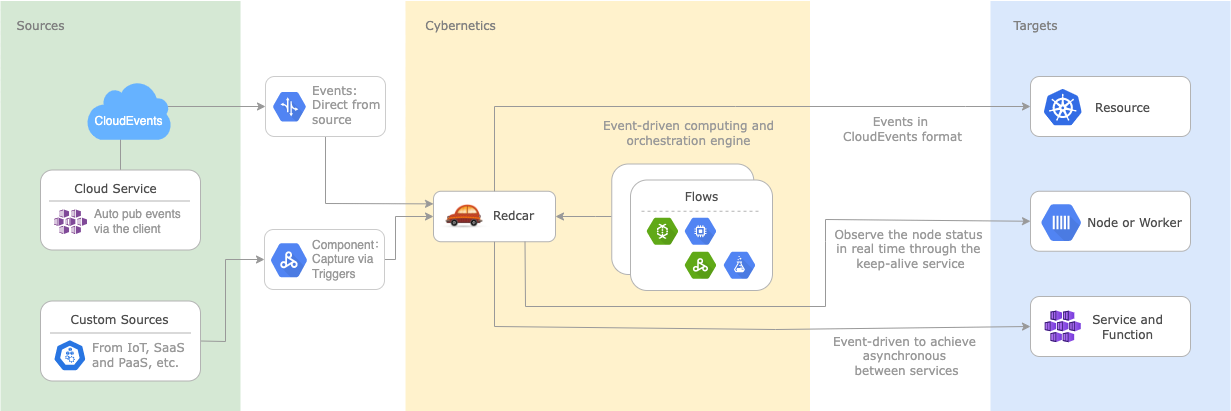 Sources
Cybernetics
Targets
CloudEvents
Events:
Direct from
source
Resource
Events in
CloudEvents format
Event-driven computing and
orchestration engine
Cloud Service
Auto pub events
via the client
Flows
Redcar
Node or Worker
Observe the node status
in real time through the
keep-alive service
Component:
Capture via
Triggers
Custom Sources
From IoT, SaaS
and PaaS, etc.
Service and
Function
Event-driven to achieve
asynchronous
between services